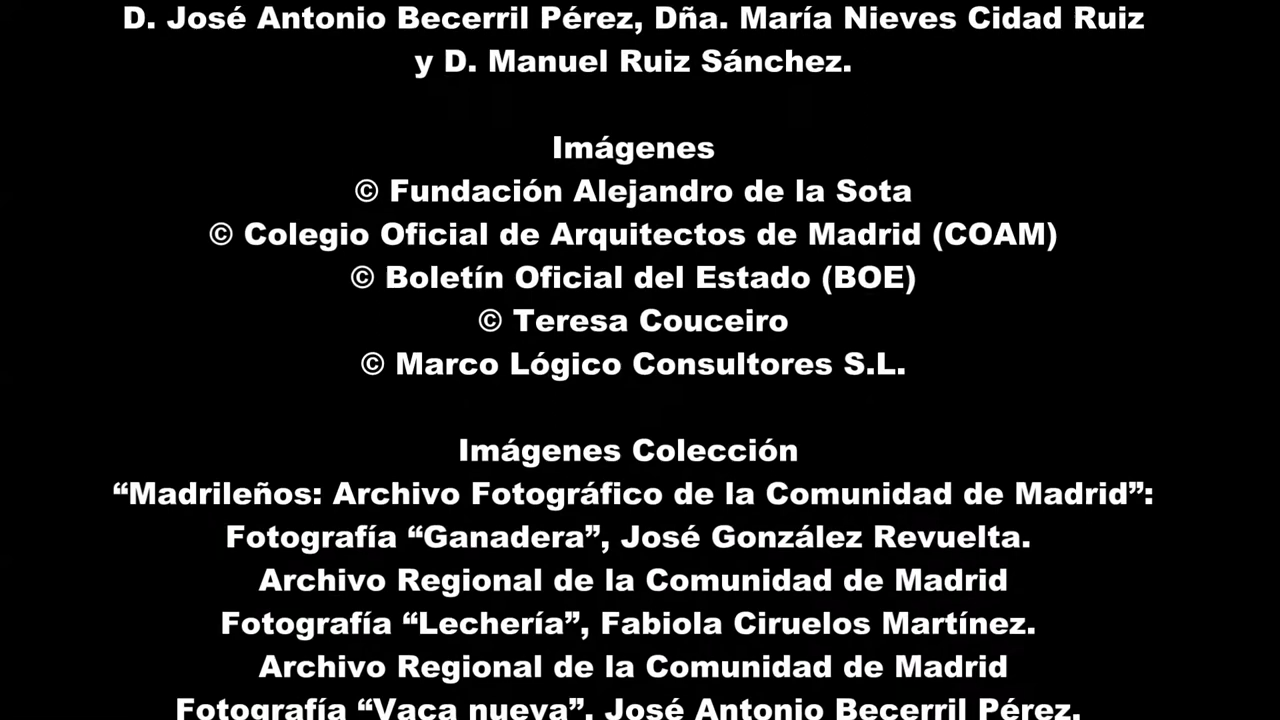 D. José Antonio Becerril Pérez, Dña. María Nieves Cidad Ruiz
y D. Manuel Ruiz Sánchez.
Imágenes
© Fundación Alejandro de la Sota
© Colegio Oficial de Arquitectos de Madrid (COAM)
© Boletín Oficial del Estado (BOE)
© Teresa Couceiro
© Marco Lógico Consultores S.L.
Imágenes Colección
“Madrileños: Archivo Fotográfico de la Comunidad de Madrid”:
Fotografía “Ganadera”, José González Revuelta.
Archivo Regional de la Comunidad de Madrid
Fotografía “Lechería”, Fabiola Ciruelos Martínez.
Archivo Regional de la Comunidad de Madrid
Fotografía “Vaca nueva”, José Antonio Becerril Pérez.